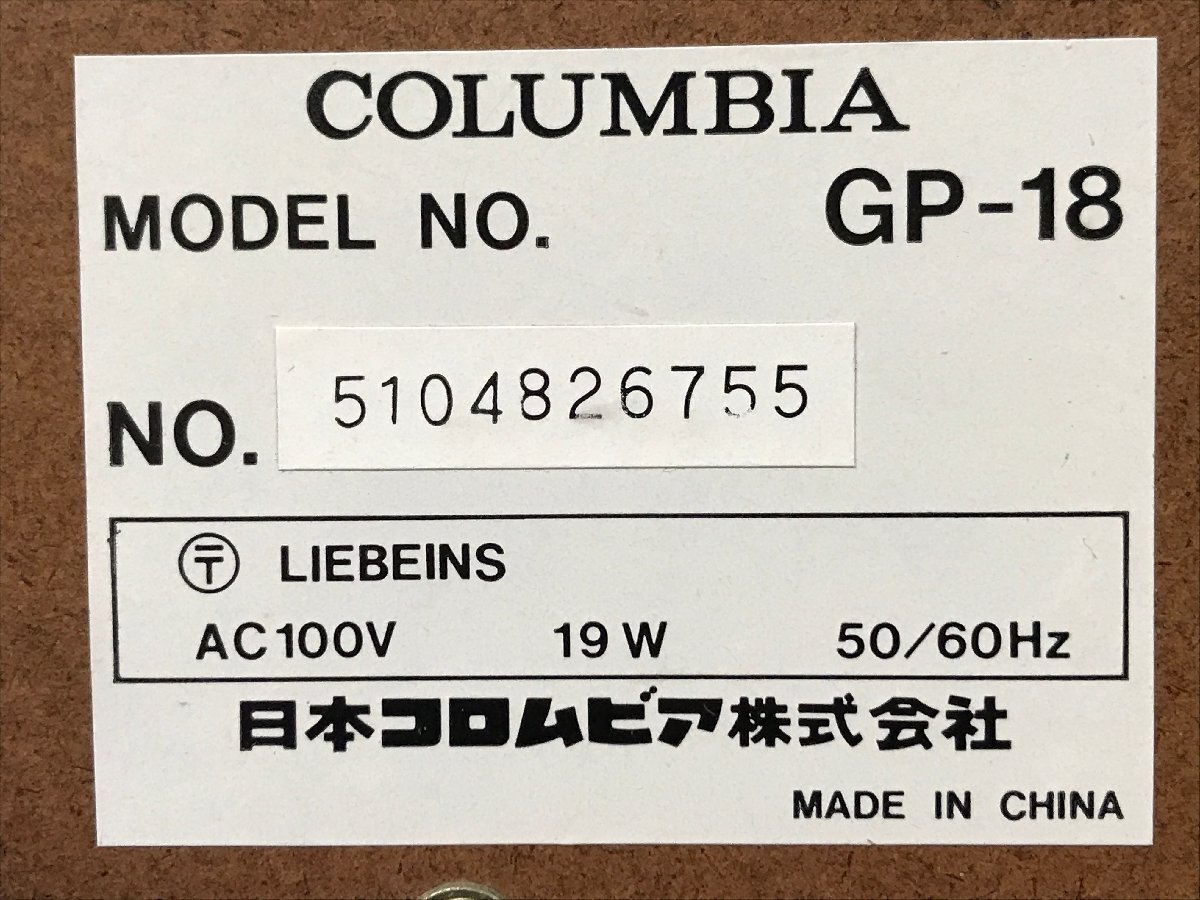 COLUMBIA
MODEL NO. GP-18
NO. 5104826755
〶 LIEBEINS
AC100V 19W 50/60Hz
日本コロムビア株式会社
MADE IN CHINA